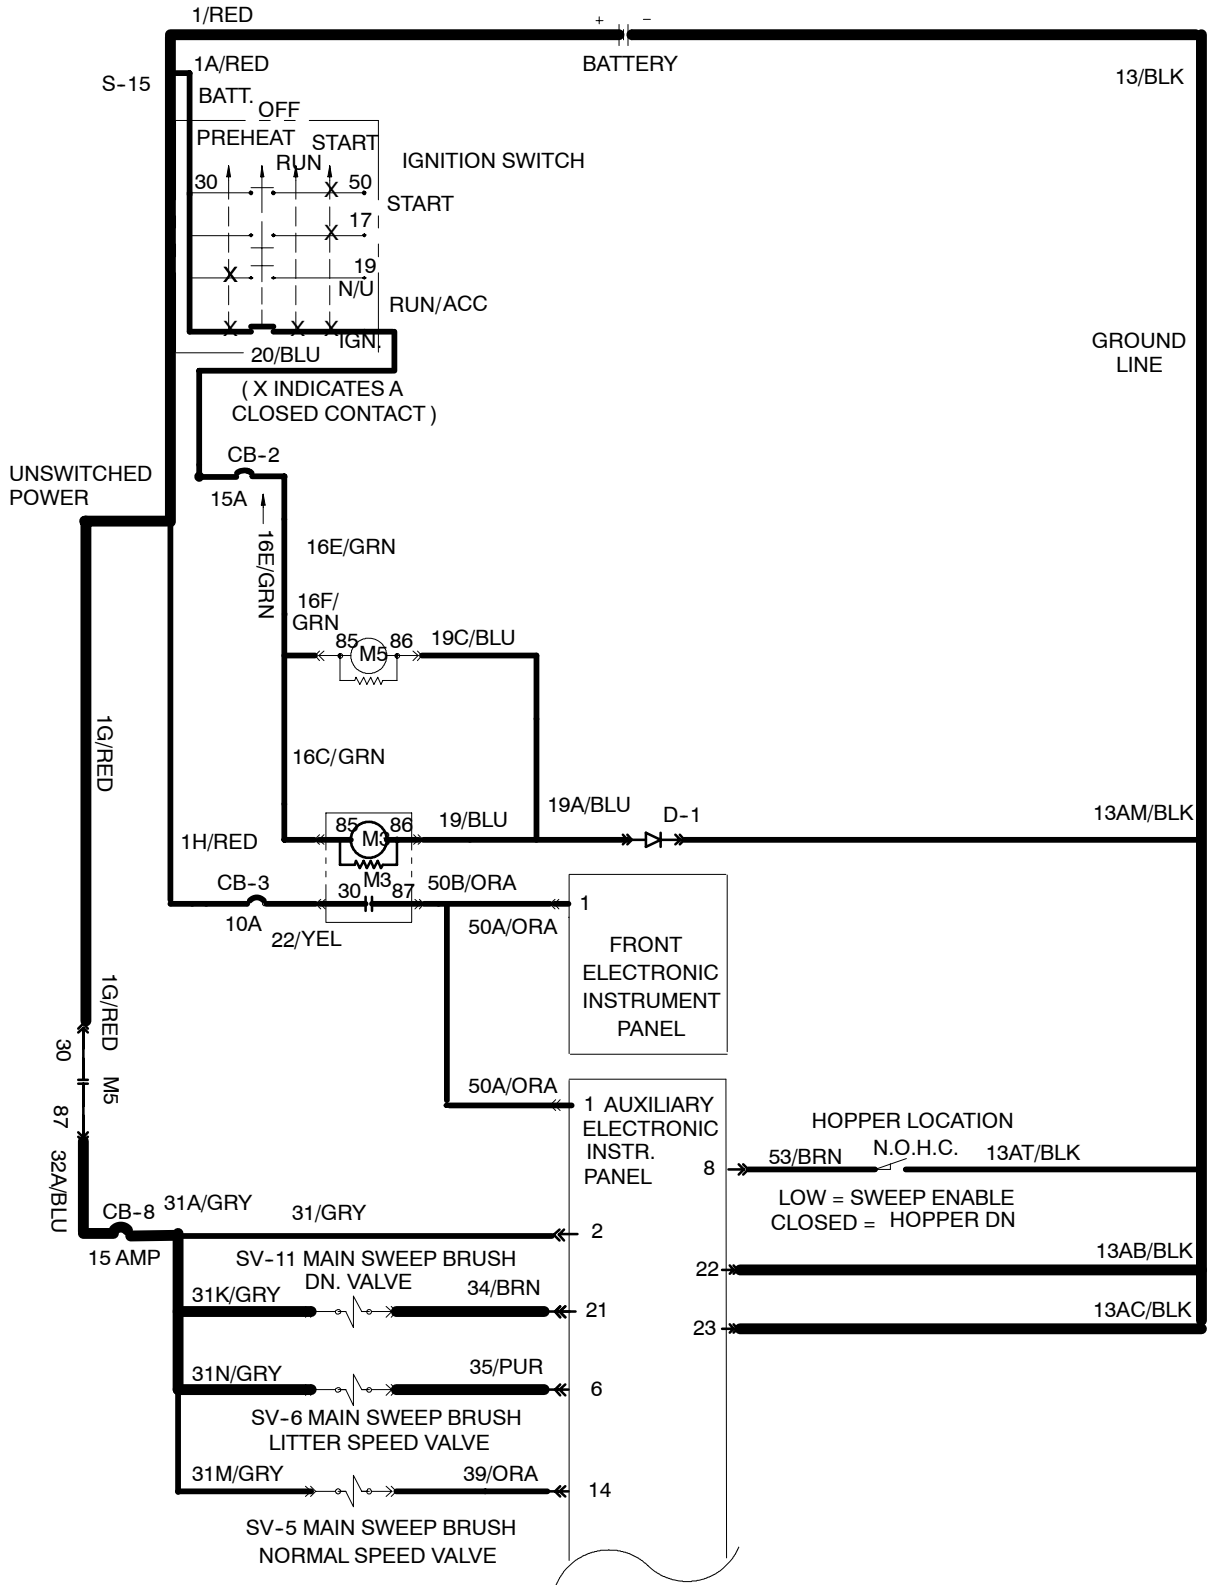 1/RED
+ −
BATTERY
13/BLK
S-15
1A/RED
BATT.
OFF
PREHEAT
START
RUN
IGNITION SWITCH
30
X
50
START
17
X
19
X
N/U
RUN/ACC
X X X
IGN.
20/BLU
( X INDICATES A
CLOSED CONTACT )
GROUND
LINE
CB-2
15A
UNSWITCHED
POWER
16E/GRN
16E/GRN
16F/
GRN
85
M5
86
19C/BLU
1G/RED
16C/GRN
19A/BLU
D-1
13AM/BLK
1H/RED
85
M3
86
19/BLU
M3
CB-3
10A
22/YEL
30
87
50B/ORA
50A/ORA
1
FRONT
ELECTRONIC
INSTRUMENT
PANEL
1G/RED
30
M5
87
32A/BLU
50A/ORA
1 AUXILIARY
ELECTRONIC
INSTR.
PANEL
8
53/BRN
HOPPER LOCATION
N.O.H.C.
13AT/BLK
LOW = SWEEP ENABLE
CLOSED = HOPPER DN
CB-8
15 AMP
31A/GRY
31/GRY
2
22
13AB/BLK
SV-11 MAIN SWEEP BRUSH
DN. VALVE
31K/GRY
34/BRN
21
23
13AC/BLK
31N/GRY
35/PUR
6
SV-6 MAIN SWEEP BRUSH
LITTER SPEED VALVE
31M/GRY
39/ORA
14
SV-5 MAIN SWEEP BRUSH
NORMAL SPEED VALVE